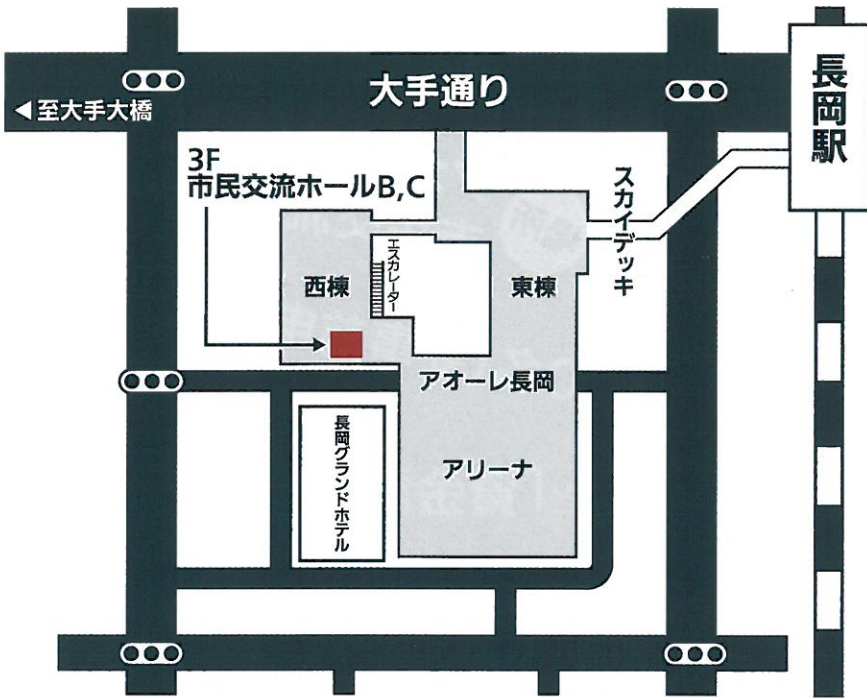 大手通り
◀至大手大橋
長岡駅
3F
市民交流ホールB,C
スカイデッキ
エスカレーター
西棟
東棟
アオーレ長岡
アリーナ
長岡グランドホテル